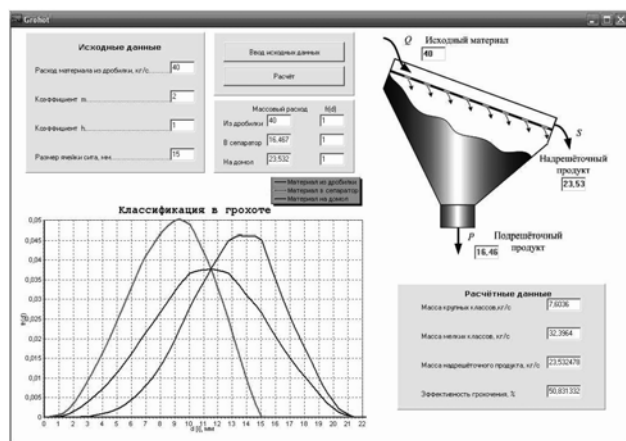 Grohot
Исходные данные
Расход материала из дробилки, кг/с
40
Коэффициент m
2
Коэффициент h
1
Размер ячейки сита, мм
15
Ввод исходных данных
Расчёт
Массовый расход
h(d)
Из дробилки
40
1
В сепаратор
16,467
1
На домол
23,532
1
Материал из дробилки
Материал в сепаратор
Материал на домол
Q
Исходный материал
40
S
Надрешёточный
продукт
23,53
P
Подрешёточный
продукт
16,46
Классификация в грохоте
0,05
0,045
0,04
0,035
0,03
0,025
0,02
0,015
0,01
0,005
0
0 1 2 3 4 5 6 7 8 9 10 11 12 13 14 15 16 17 18 19 20 21 22
Расчётные данные
Масса крупных классов,кг/с
7,6036
Масса мелких классов, кг/с
32,3964
Масса надрешёточного продукта, кг/с
23,532478
Эффективность грохочения, %
50,831332